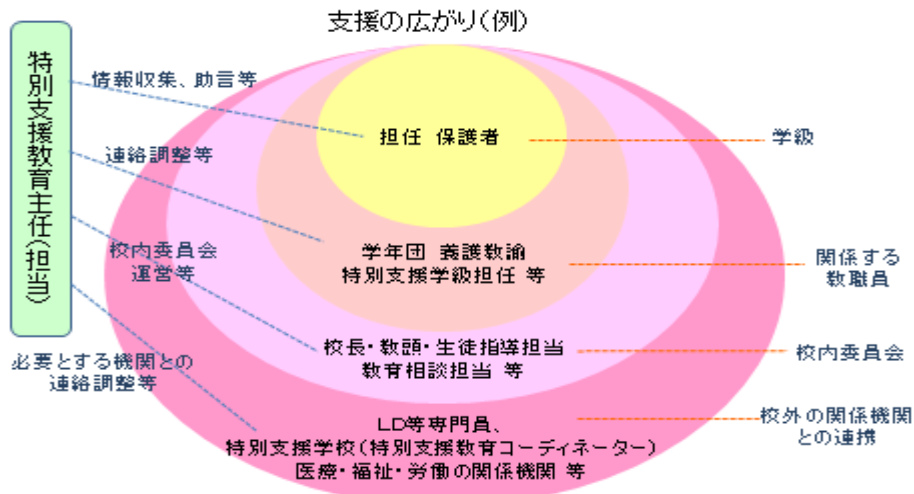 支援の広がり(例)
特別支援教育主任(担当)
情報収集、助言等
連絡調整等
校内委員会
運営等
必要とする機関との
連絡調整等
担任 保護者
学年団 養護教諭
特別支援学級担任 等
校長・教頭・生徒指導担当
教育相談担当 等
LD等専門員、
特別支援学校(特別支援教育コーディネーター)
医療・福祉・労働の関係機関 等
学級
関係する
教職員
校内委員会
校外の関係機関
との連携